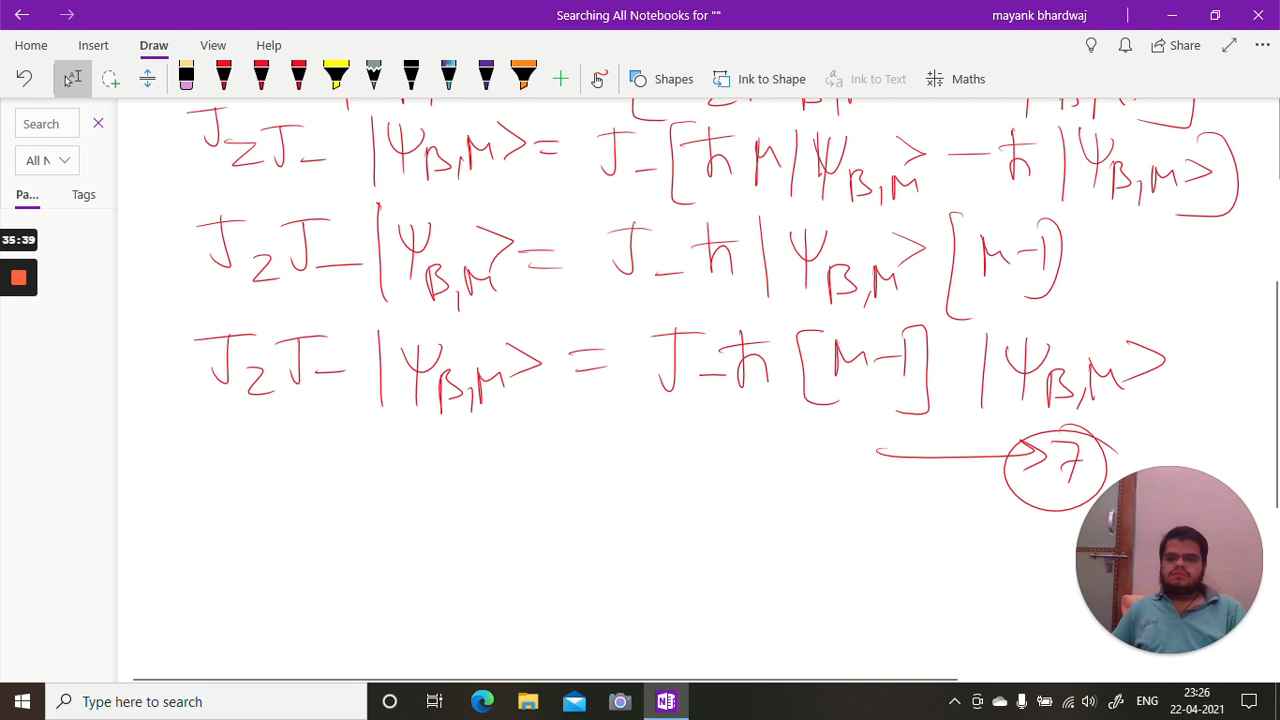 Searching All Notebooks for ""
mayank bhardwaj
Home Insert Draw View Help
Share
Shapes
Ink to Shape
Ink to Text
Maths
Search
All N
Pa... Tags
35:39
J_Z J_- |Ψ_{β,M}> = J_- [ħ M |Ψ_{β,M}> – ħ |Ψ_{β,M}>]
J_Z J_- |Ψ_{β,M}> = J_- ħ |Ψ_{β,M}> [M-1]
J_Z J_- |Ψ_{β,M}> = J_- ħ [M-1] |Ψ_{β,M}>
→ 7
Type here to search
ENG
23:26
22-04-2021